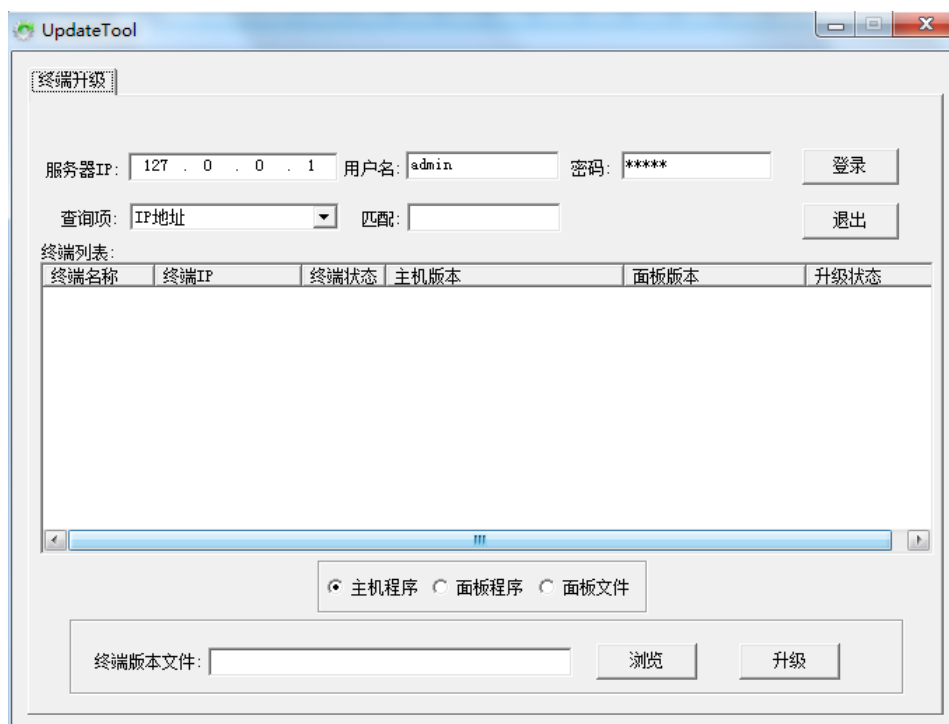 UpdateTool
终端升级
服务器IP: 127 . 0 . 0 . 1 用户名: admin 密码: ***** 登录
查询项: IP地址 匹配: 退出
终端列表:
终端名称 终端IP 终端状态 主机版本 面板版本 升级状态
主机程序 面板程序 面板文件
终端版本文件: 浏览 升级